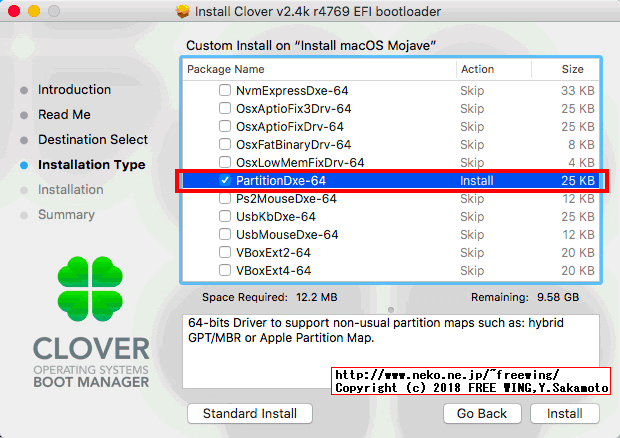 Install Clover v2.4k r4769 EFI bootloader
Custom Install on “Install macOS Mojave”
Introduction
Read Me
Destination Select
Installation Type
Installation
Summary
CLOVER
OPERATING SYSTEMS
BOOT MANAGER
Package Name Action Size
NvmExpressDxe-64 Skip 33 KB
OsxAptioFix3Drv-64 Skip 25 KB
OsxAptioFixDrv-64 Skip 25 KB
OsxFatBinaryDrv-64 Skip 8 KB
OsxLowMemFixDrv-64 Skip 4 KB
PartitionDxe-64 Install 25 KB
Ps2MouseDxe-64 Skip 12 KB
UsbKbDxe-64 Skip 25 KB
UsbMouseDxe-64 Skip 12 KB
VBoxExt2-64 Skip 20 KB
VBoxExt4-64 Skip 20 KB
Space Required: 12.2 MB Remaining: 9.58 GB
64-bits Driver to support non-usual partition maps such as: hybrid
GPT/MBR or Apple Partition Map.
http://www.neko.ne.jp/~freewing/
Copyright (c) 2018 FREE WING,Y.Sakamoto
Standard Install Go Back Install